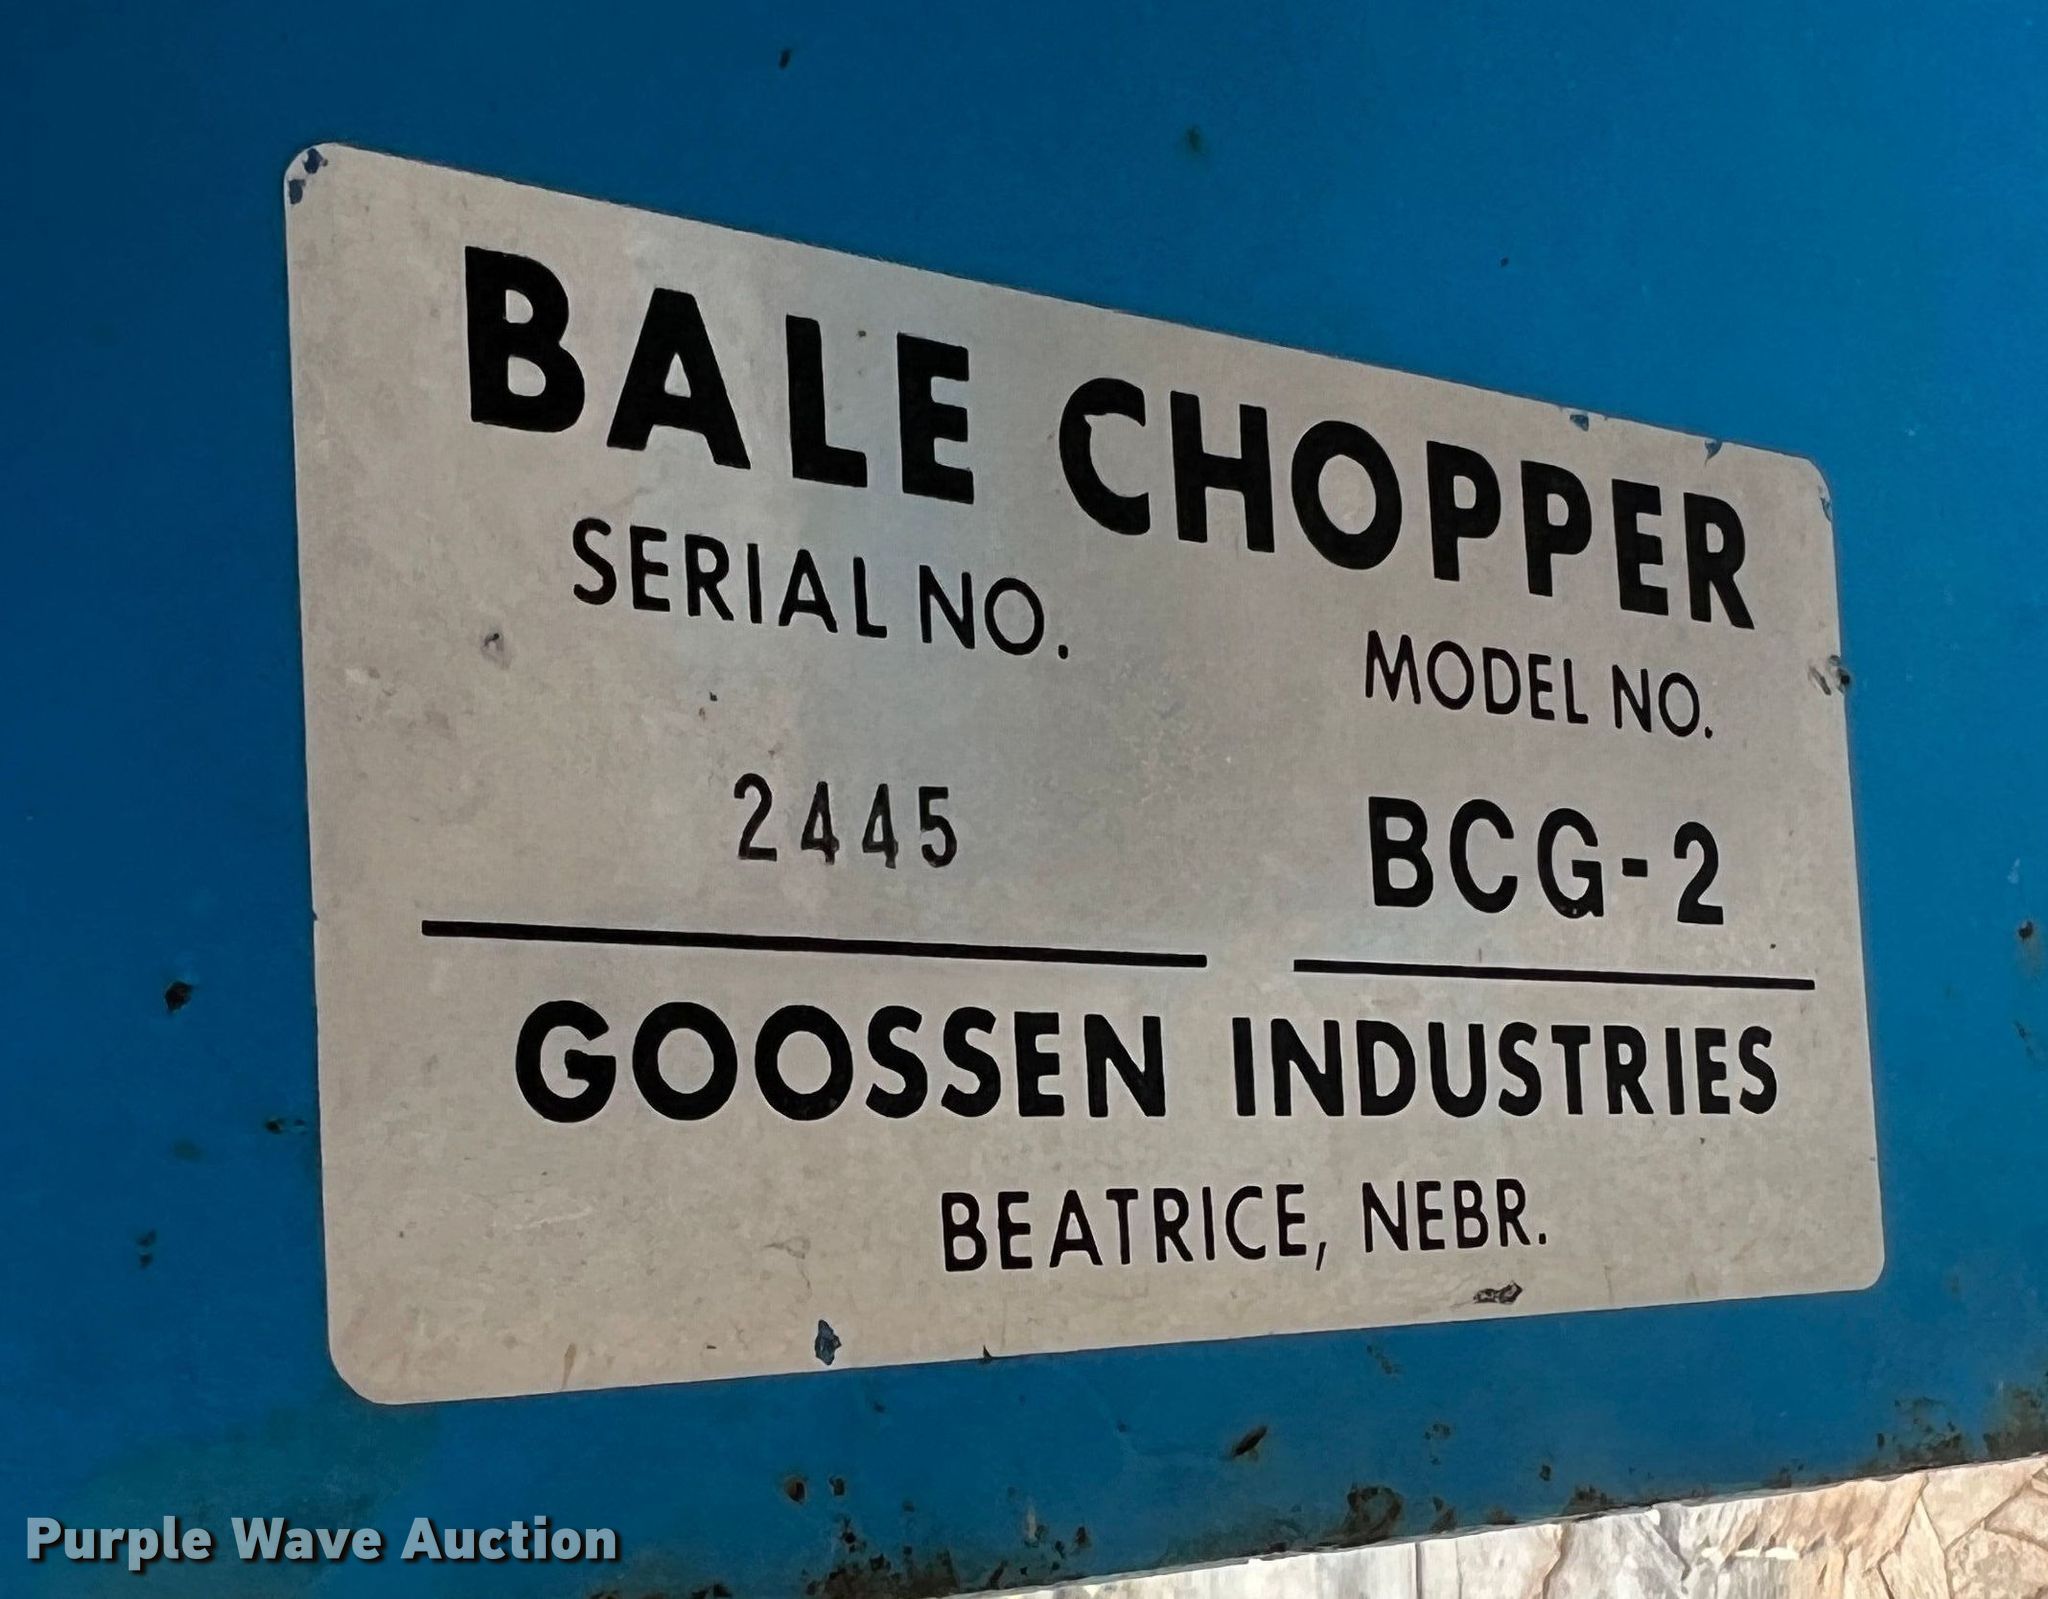 BALE CHOPPER
SERIAL NO. MODEL NO.
2445 BCG-2
GOOSSEN INDUSTRIES
BEATRICE, NEBR.
Purple Wave Auction